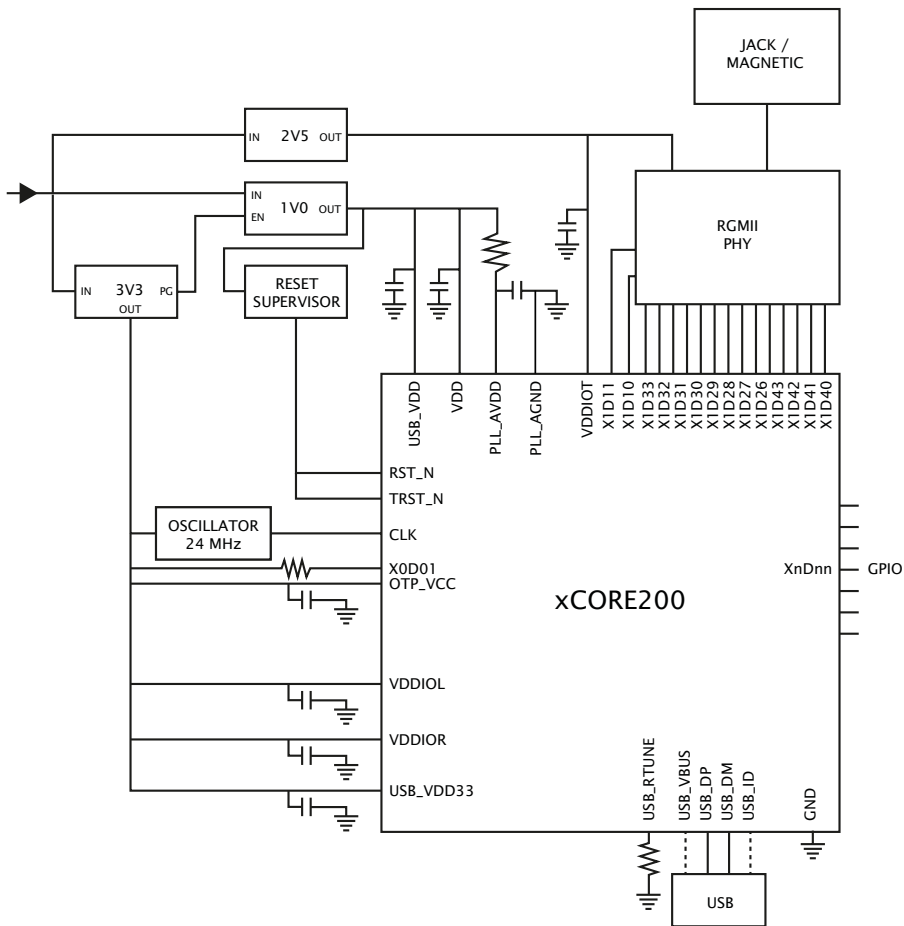 JACK /
MAGNETIC
IN 2V5 OUT
IN
1V0 OUT
EN
RGMII
PHY
IN 3V3 PG
OUT
RESET
SUPERVISOR
USB_VDD
VDD
PLL_AVDD
PLL_AGND
VDDIOT
X1D11
X1D10
X1D33
X1D32
X1D31
X1D30
X1D29
X1D28
X1D27
X1D26
X1D43
X1D42
X1D41
X1D40
RST_N
TRST_N
OSCILLATOR
24 MHz
CLK
X0D01
OTP_VCC
XnDnn GPIO
xCORE200
VDDIOL
VDDIOR
USB_VDD33
USB_RTUNE
USB_VBUS
USB_DP
USB_DM
USB_ID
GND
USB